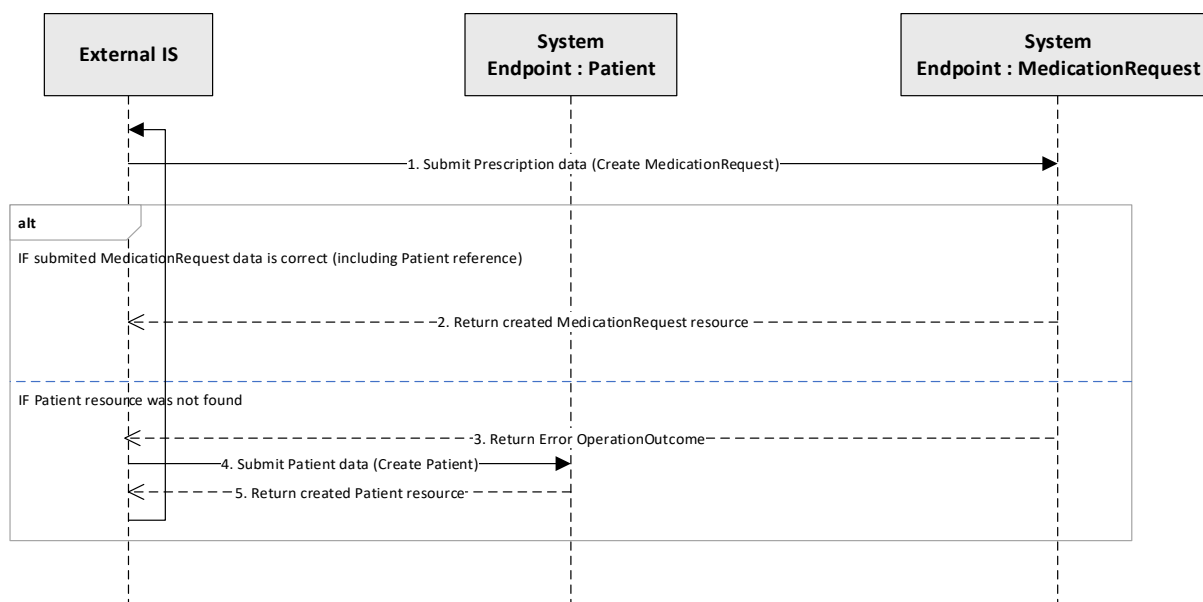 External IS
System
Endpoint : Patient
System
Endpoint : MedicationRequest
1. Submit Prescription data (Create MedicationRequest)
alt
IF submited MedicationRequest data is correct (including Patient reference)
2. Return created MedicationRequest resource
IF Patient resource was not found
3. Return Error OperationOutcome
4. Submit Patient data (Create Patient)
5. Return created Patient resource